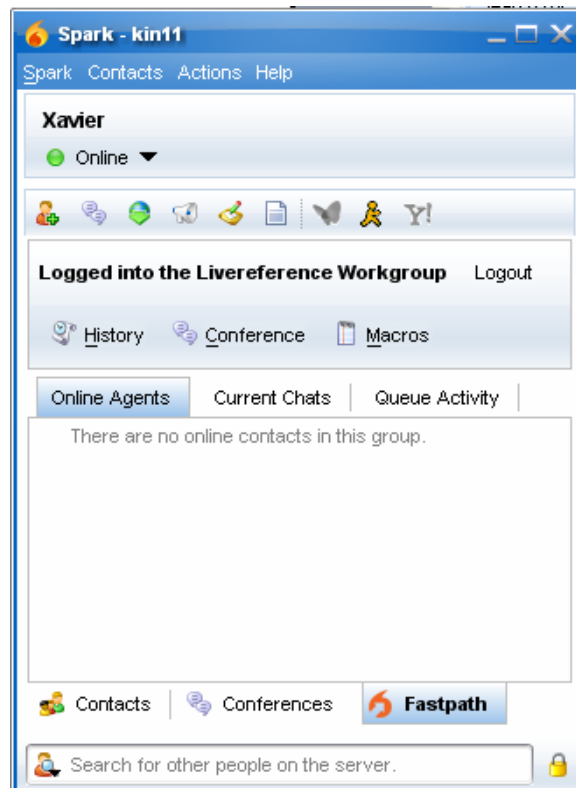 Spark - kin11
Spark Contacts Actions Help
Xavier
Online
Y!
Logged into the Livereference Workgroup Logout
History Conference Macros
Online Agents Current Chats Queue Activity
There are no online contacts in this group.
Contacts Conferences Fastpath
Search for other people on the server.